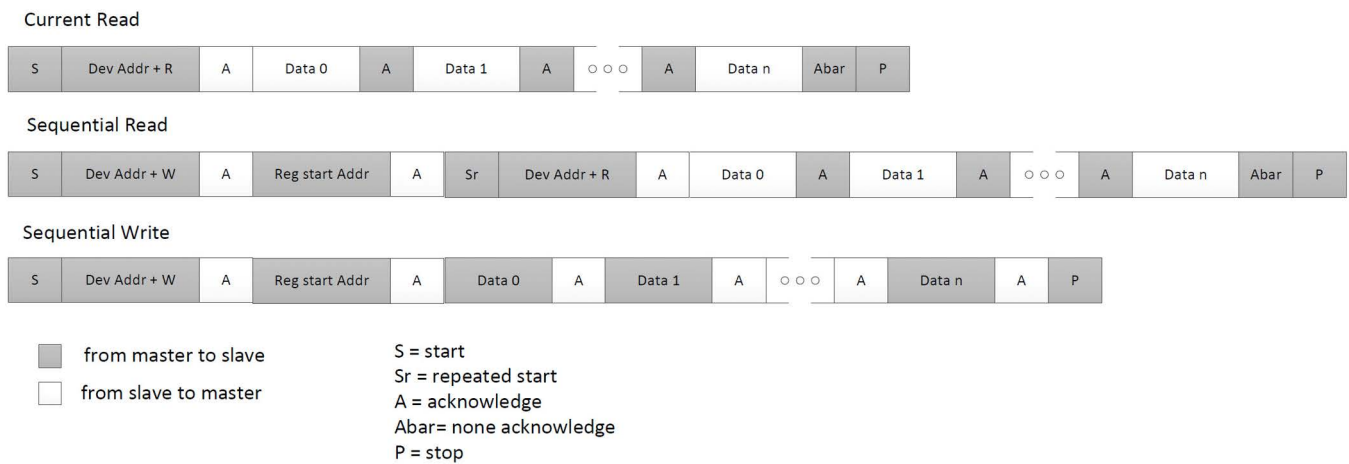 Current Read
S Dev Addr + R A Data 0 A Data 1 A ○ ○ ○ A Data n Abar P
Sequential Read
S Dev Addr + W A Reg start Addr A Sr Dev Addr + R A Data 0 A Data 1 A ○ ○ ○ A Data n Abar P
Sequential Write
S Dev Addr + W A Reg start Addr A Data 0 A Data 1 A ○ ○ ○ A Data n A P
from master to slave
from slave to master
S = start
Sr = repeated start
A = acknowledge
Abar= none acknowledge
P = stop